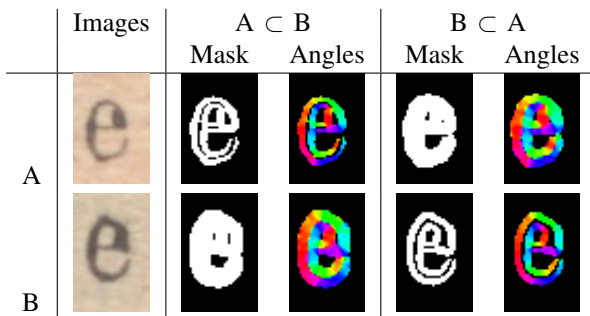 Images A ⊂ B B ⊂ A
Mask Angles Mask Angles
A e e e e e
B e e e e e